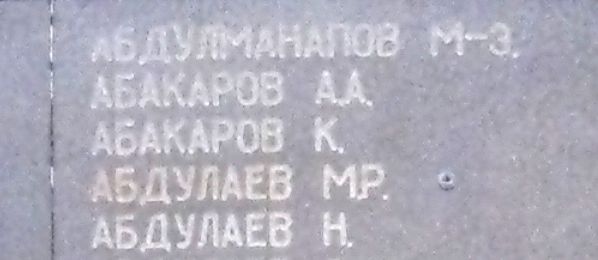 АБДУЛМАНАПОВ М-З.
АБАКАРОВ А.А.
АБАКАРОВ К.
АБДУЛАЕВ М.Р.
АБДУЛАЕВ Н.